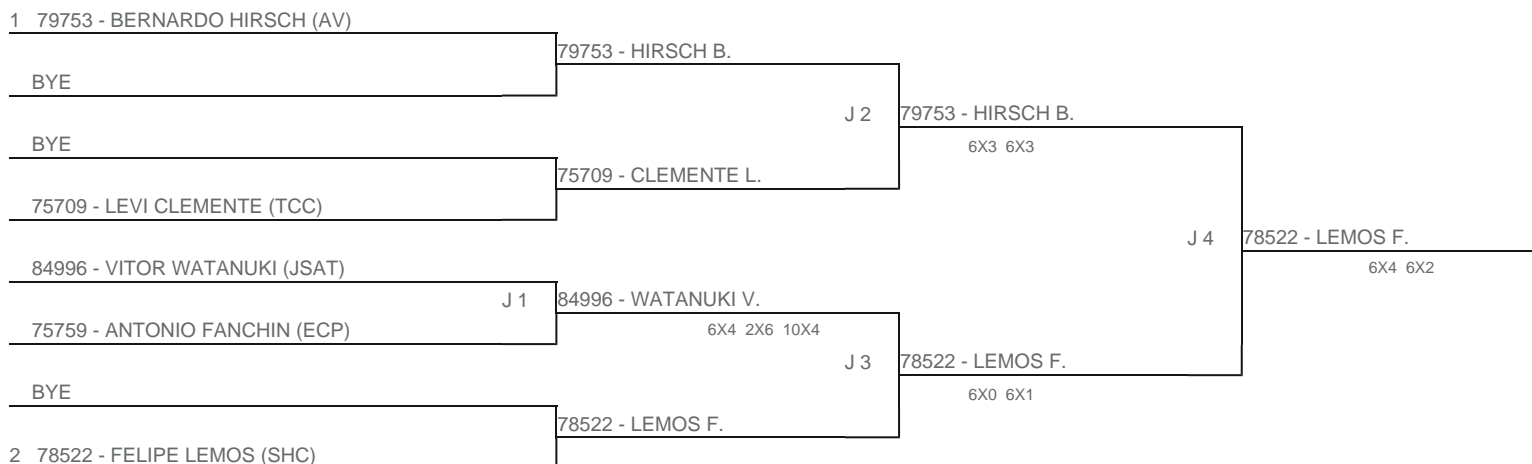 1 79753 - BERNARDO HIRSCH (AV)
79753 - HIRSCH B.
BYE
J 2
79753 - HIRSCH B.
6X3 6X3
BYE
75709 - CLEMENTE L.
75709 - LEVI CLEMENTE (TCC)
J 4
78522 - LEMOS F.
6X4 6X2
84996 - VITOR WATANUKI (JSAT)
J 1
84996 - WATANUKI V.
6X4 2X6 10X4
75759 - ANTONIO FANCHIN (ECP)
J 3
78522 - LEMOS F.
6X0 6X1
BYE
78522 - LEMOS F.
2 78522 - FELIPE LEMOS (SHC)